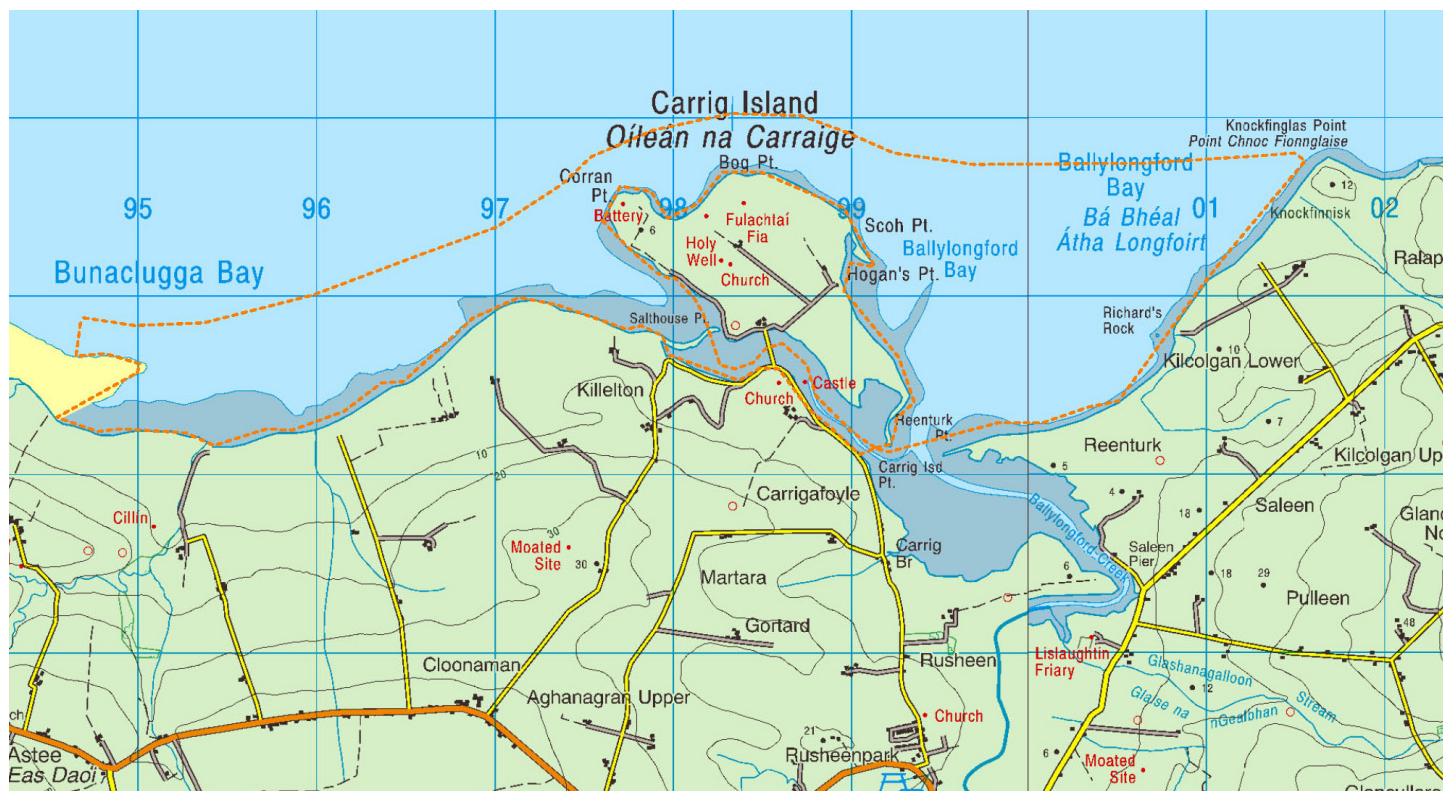 Carrig Island
Oíleán na Carraige
Knockfinglas Point
Point Chnoc Fionnglaise
Bog Pt.
Ballylongford
Bay
Bá Bhéal
Átha Longfoirt
Corran
Pt.
12
95
96
97
98
99
01
02
Battery
6
Fulachtaí
Fia
Knockfinnisk
Scoh Pt.
Holy
Well
Church
Ballylongford
Bay
Hogan's Pt.
Bunaclugga Bay
Ralap
Salthouse Pt.
Richard's
Rock
10
Kilcolgan Lower
Killelton
Castle
Church
Reenturk
Pt.
7
Reenturk
Kilcolgan Up
10
20
Carrig Isd
Pt.
5
Carrigafoyle
4
18
Saleen
Cillín
30
Moated
Site
30
Ballylongford Creek
Glanc
No
Carrig
Br
Saleen
Pier
Martara
6
18
29
Pulleen
Gortard
48
Cloonaman
Rusheen
Lislaughtin
Friary
Glashanagalloon
Stream
Glaise na
nGealbhan
12
Aghanagran Upper
ch
Church
Astee
Eas Daoi
21
Rusheenpark
6
Moated
Site